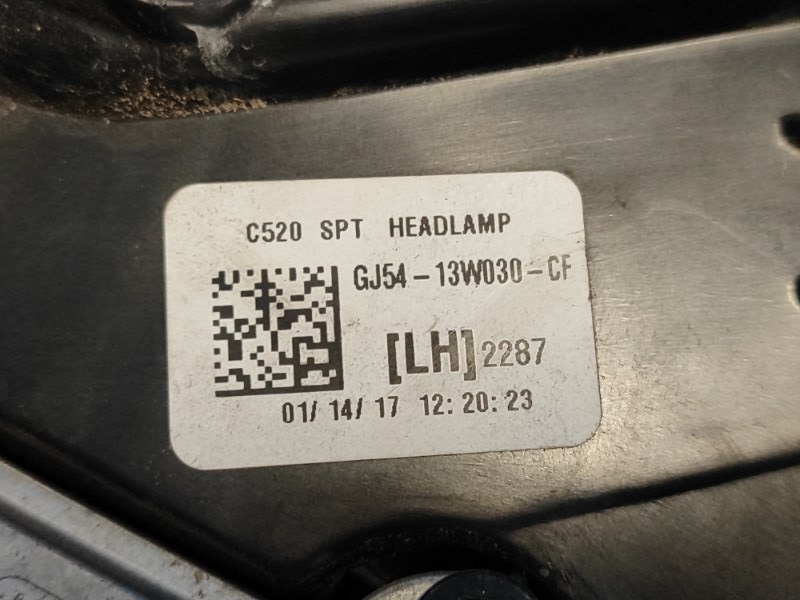 C520 SPT HEADLAMP
GJ54-13W030-CF
[LH]2287
01/14/17 12:20:23